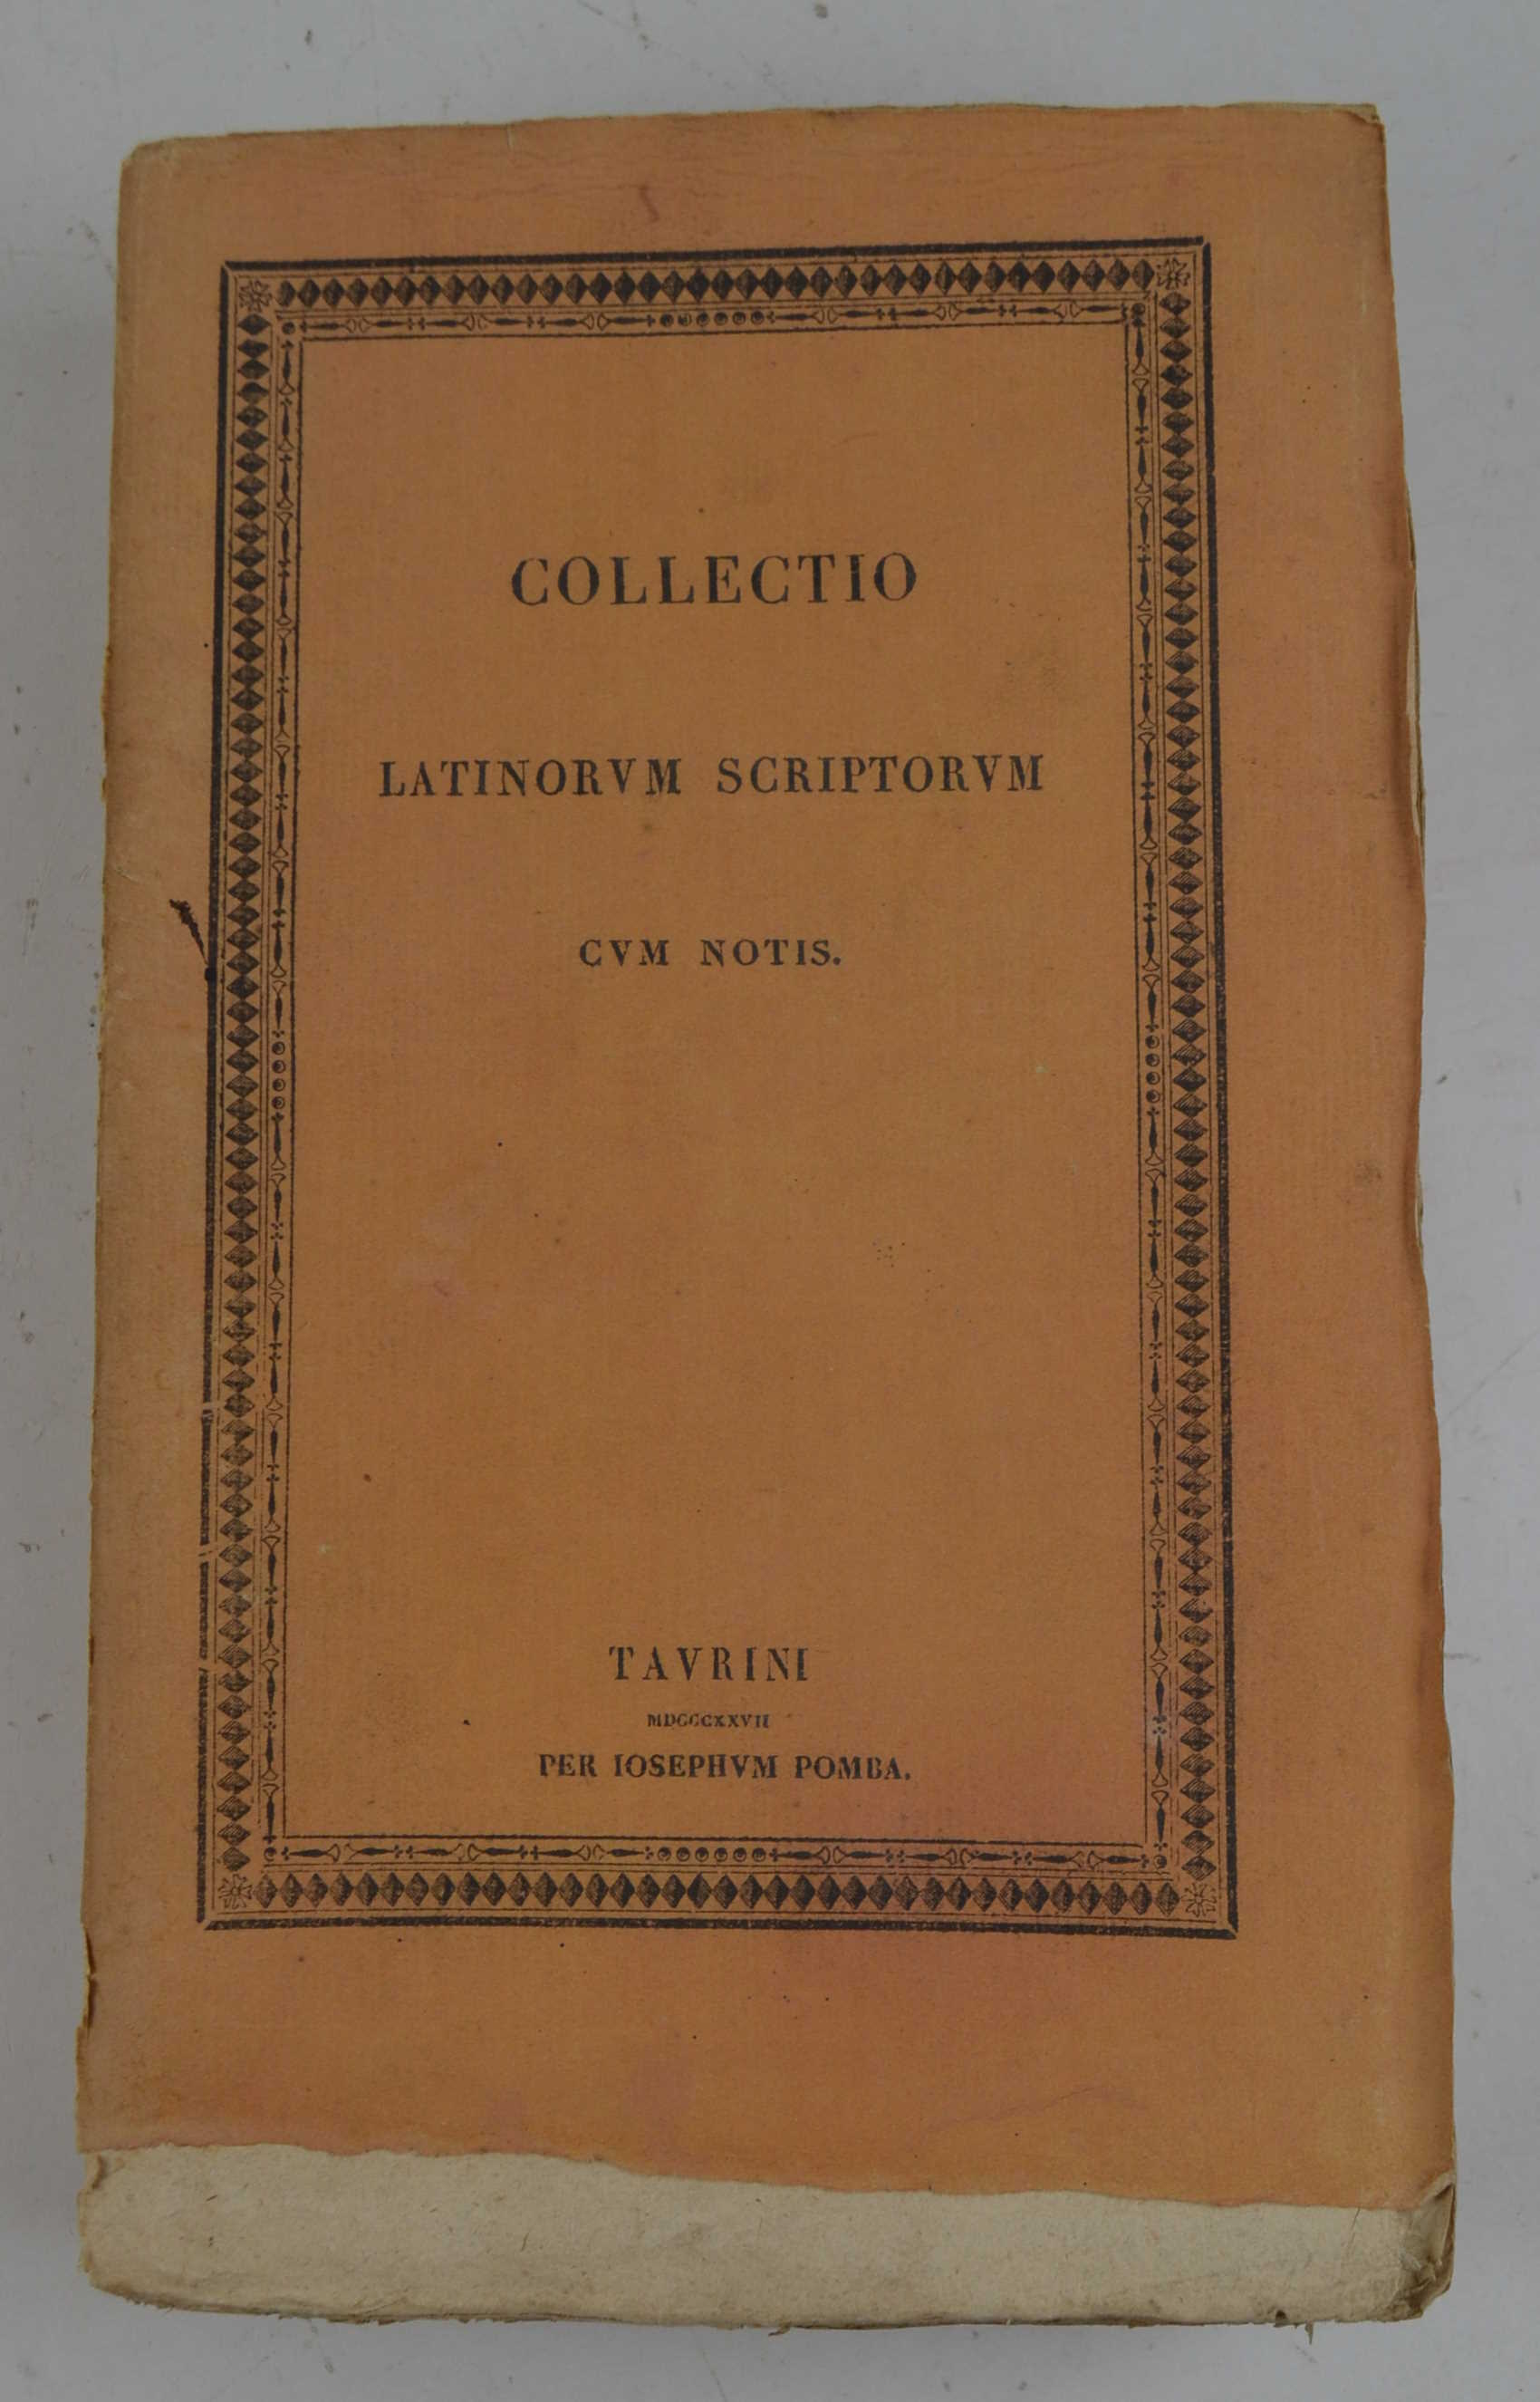 COLLECTIO
LATINORVM SCRIPTORVM
CVM NOTIS.
TAVRINI
MDCCCXXVII
PER IOSEPHVM POMBA.